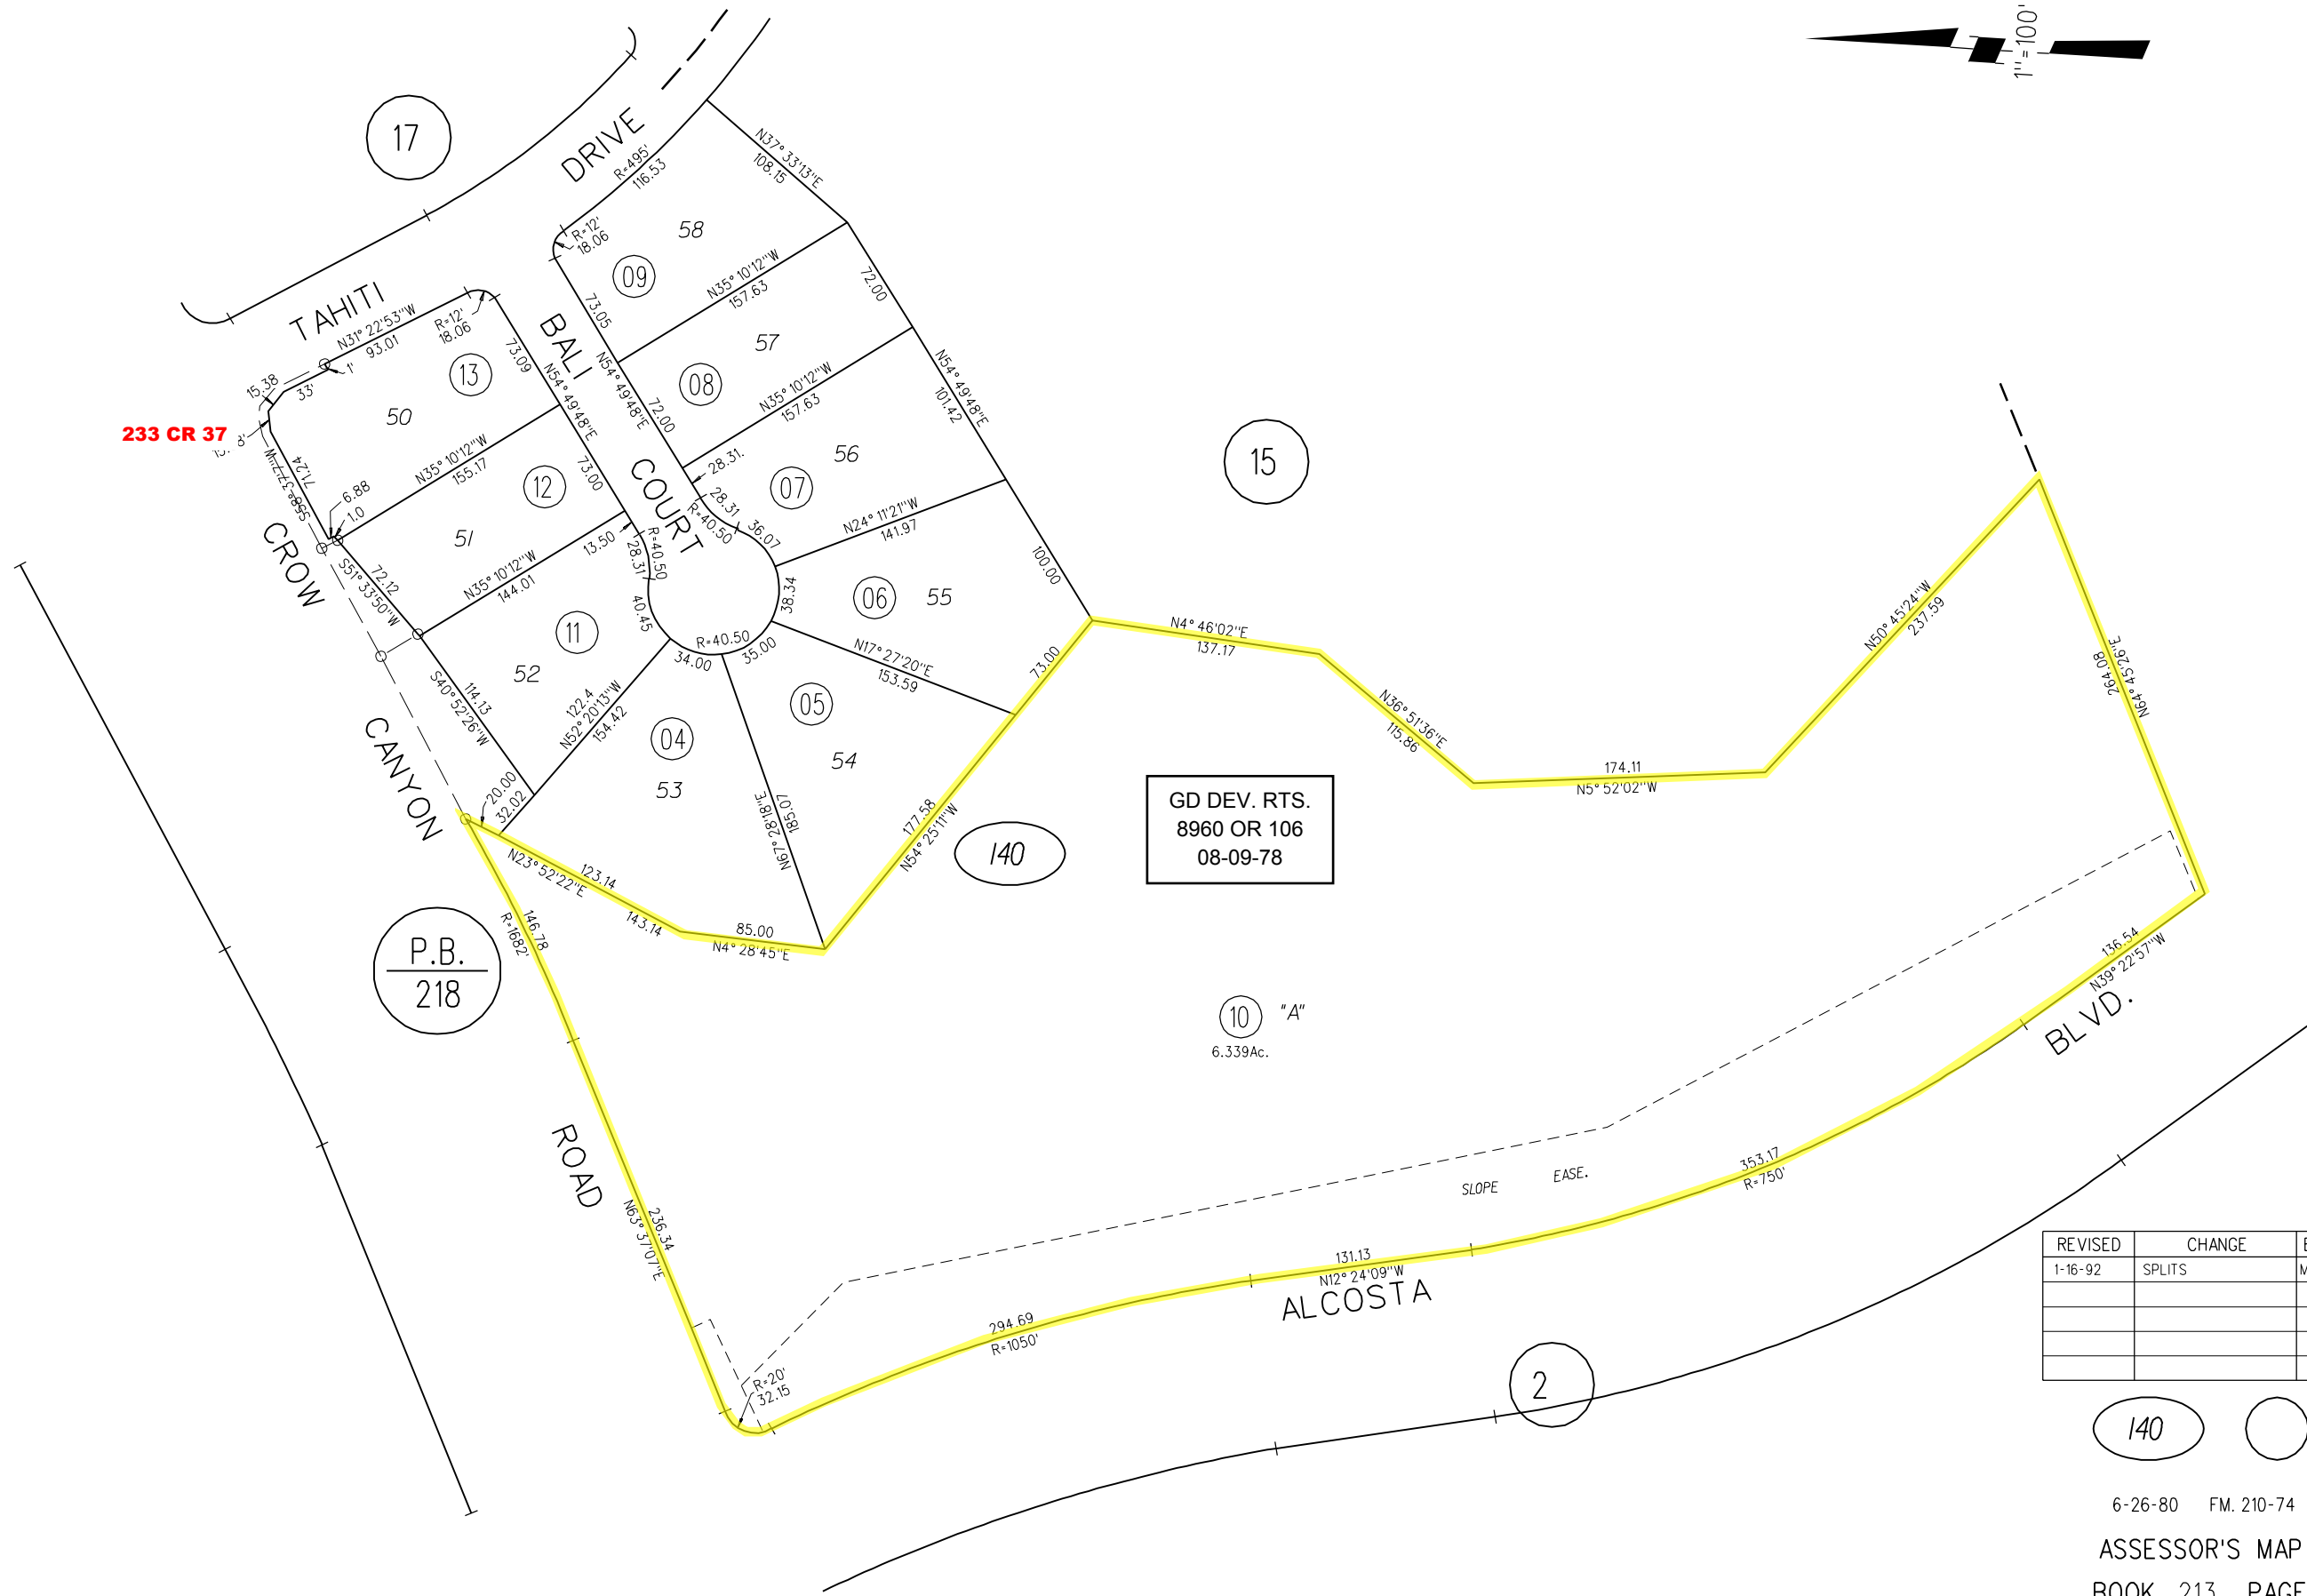 1"=100'
17
DRIVE
TAHITI
R=495'
116.53
N37° 33'13"E
108.15
58
R=12'
18.06
09
N35° 10'12"W
157.63
72.00
73.05
BALI
COURT
N54° 49'48"E
57
08
72.00
N35° 10'12"W
157.63
N54° 49'48"E
101.42
N31° 22'53"W
93.01
R=12'
18.06
1'
33'
15.38
13
50
73.09
N54° 49'48"E
233 CR 37
71.24
S58° 37'17"W
6.88
1.0
N35° 10'12"W
155.17
12
73.00
51
56
07
28.31
28.31
R=40.50
36.07
N24° 11'21"W
141.97
15
CROW
CANYON
ROAD
72.12
S51° 33'50"W
N35° 10'12"W
144.01
13.50
28.31
R=40.50
40.45
38.34
06
55
100.00
11
52
R=40.50
34.00
35.00
N17° 27'20"E
153.59
73.00
114.13
S40° 52'26"W
122.4
N52° 20'13"W
154.42
04
53
05
54
N67° 28'18"E
185.07
20.00
32.02
123.14
N23° 52'22"E
143.14
85.00
N4° 28'45"E
177.58
N54° 25'11"W
N4° 46'02"E
137.17
N36° 51'36"E
115.86
174.11
N5° 52'02"W
N50° 45'24"W
237.59
264.08
N64° 45'26"E
140
GD DEV. RTS.
8960 OR 106
08-09-78
P.B.
218
146.78
R=1682'
236.34
N63° 37'07"E
10 "A"
6.339Ac.
136.54
N39° 22'57"W
BLVD.
SLOPE EASE.
353.17
R=750'
131.13
N12° 24'09"W
ALCOSTA
294.69
R=1050'
R=20'
32.15
2
REVISED CHANGE
1-16-92 SPLITS
140
6-26-80 FM. 210-74
ASSESSOR'S MAP
BOOK 213 PAGE